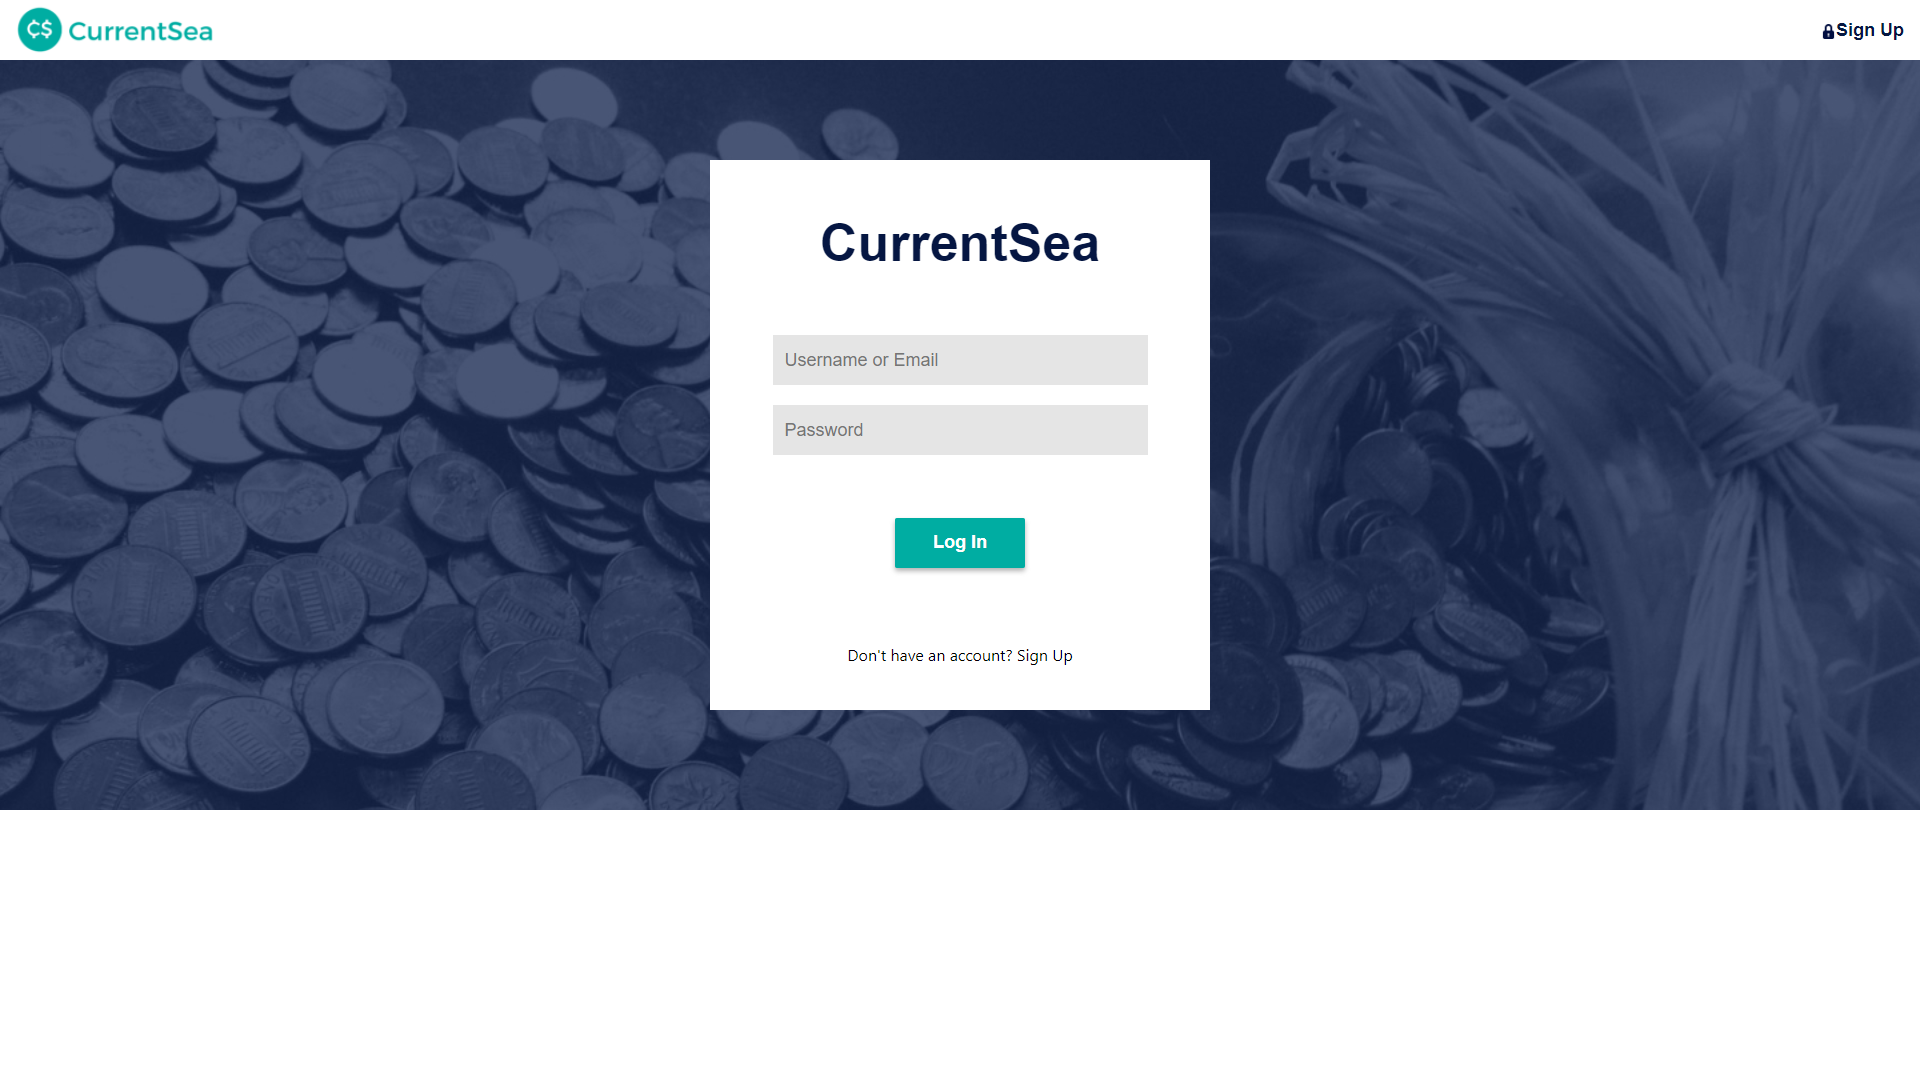 C$ CurrentSea
Sign Up
CurrentSea
Username or Email
Password
Log In
Don't have an account? Sign Up